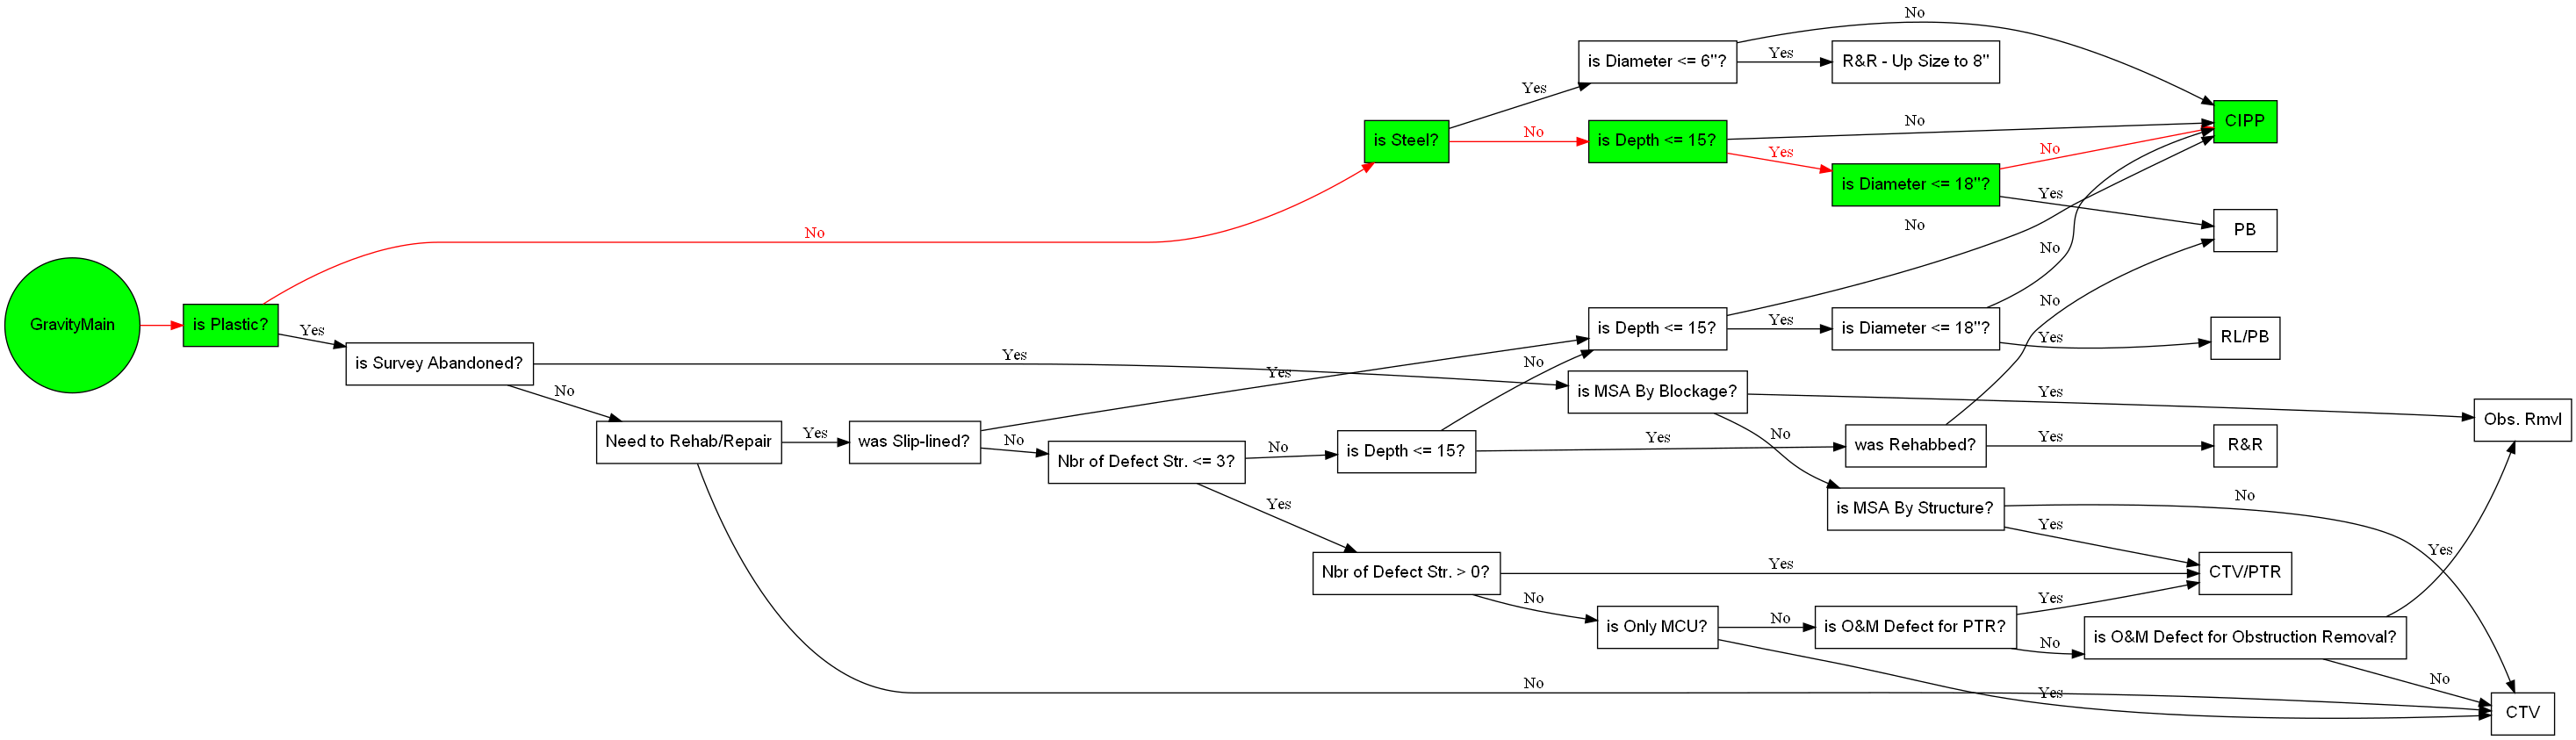 No
is Diameter <= 6"?
Yes
R&R - Up Size to 8"
Yes
CIPP
is Steel?
No
is Depth <= 15?
No
Yes
is Diameter <= 18"?
No
Yes
PB
No
No
No
No
GravityMain
is Plastic?
Yes
is Survey Abandoned?
Yes
No
is Depth <= 15?
Yes
is Diameter <= 18"?
Yes
RL/PB
Yes
No
is MSA By Blockage?
Yes
Obs. Rmvl
Need to Rehab/Repair
Yes
was Slip-lined?
No
Nbr of Defect Str. <= 3?
No
is Depth <= 15?
Yes
No
was Rehabbed?
Yes
R&R
Yes
is MSA By Structure?
No
Yes
Nbr of Defect Str. > 0?
Yes
CTV/PTR
Yes
No
is Only MCU?
No
is O&M Defect for PTR?
Yes
No
is O&M Defect for Obstruction Removal?
No
No
Yes
CTV